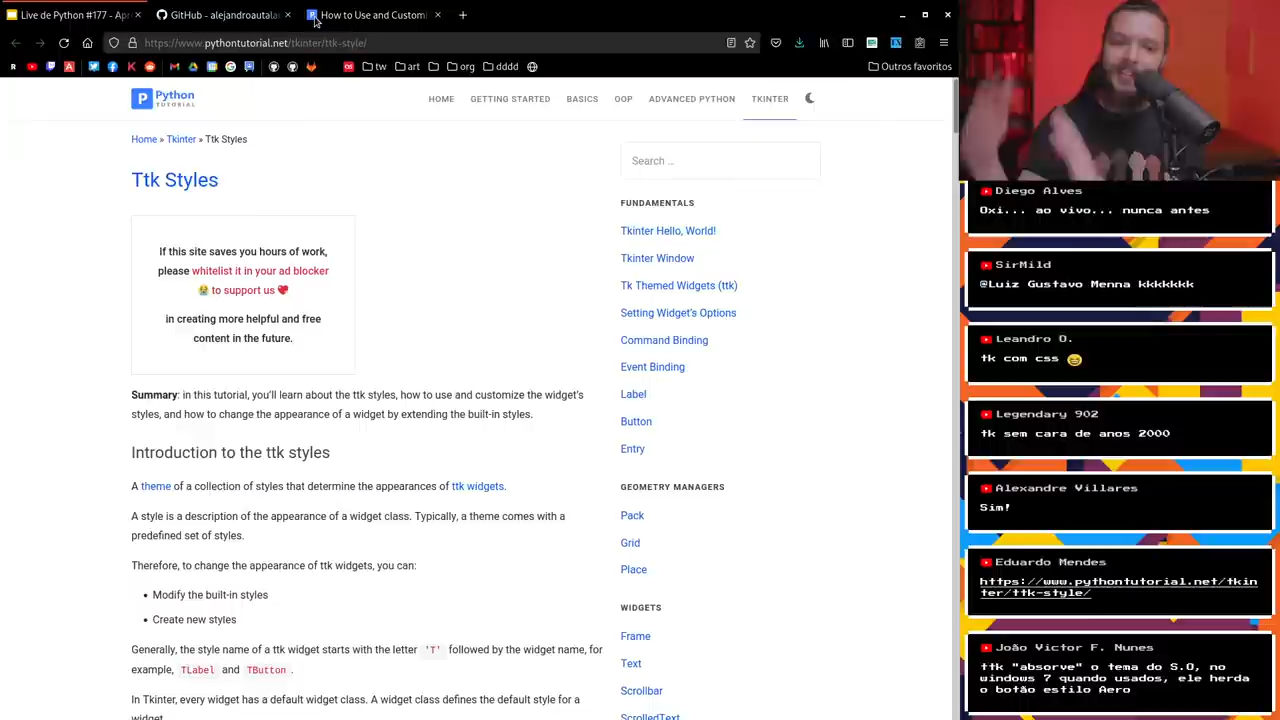 Live de Python #177 - Apr
GitHub - alejandroautalan
How to Use and Customi
https://www.pythontutorial.net/tkinter/ttk-style/
tw
art
org
dddd
Outros favoritos
Python
TUTORIAL
HOME
GETTING STARTED
BASICS
OOP
ADVANCED PYTHON
TKINTER
Home » Tkinter » Ttk Styles
Ttk Styles
If this site saves you hours of work,
please whitelist it in your ad blocker
😭 to support us ❤️
in creating more helpful and free
content in the future.
Summary: in this tutorial, you'll learn about the ttk styles, how to use and customize the widget's
styles, and how to change the appearance of a widget by extending the built-in styles.
Introduction to the ttk styles
A theme of a collection of styles that determine the appearances of ttk widgets.
A style is a description of the appearance of a widget class. Typically, a theme comes with a
predefined set of styles.
Therefore, to change the appearance of ttk widgets, you can:
• Modify the built-in styles
• Create new styles
Generally, the style name of a ttk widget starts with the letter 'T' followed by the widget name, for
example, TLabel and TButton.
In Tkinter, every widget has a default widget class. A widget class defines the default style for a
widget.
Search …
FUNDAMENTALS
Tkinter Hello, World!
Tkinter Window
Tk Themed Widgets (ttk)
Setting Widget's Options
Command Binding
Event Binding
Label
Button
Entry
GEOMETRY MANAGERS
Pack
Grid
Place
WIDGETS
Frame
Text
Scrollbar
ScrolledText
Diego Alves
Oxi... ao vivo... nunca antes
SirMild
@Luiz Gustavo Menna kkkkkkk
Leandro O.
tk com css 😄
Legendary 902
tk sem cara de anos 2000
Alexandre Villares
Sim!
Eduardo Mendes
https://www.pythontutorial.net/tkin
ter/ttk-style/
João Victor F. Nunes
ttk "absorve" o tema do S.O, no
windows 7 quando usados, ele herda
o botão estilo Aero